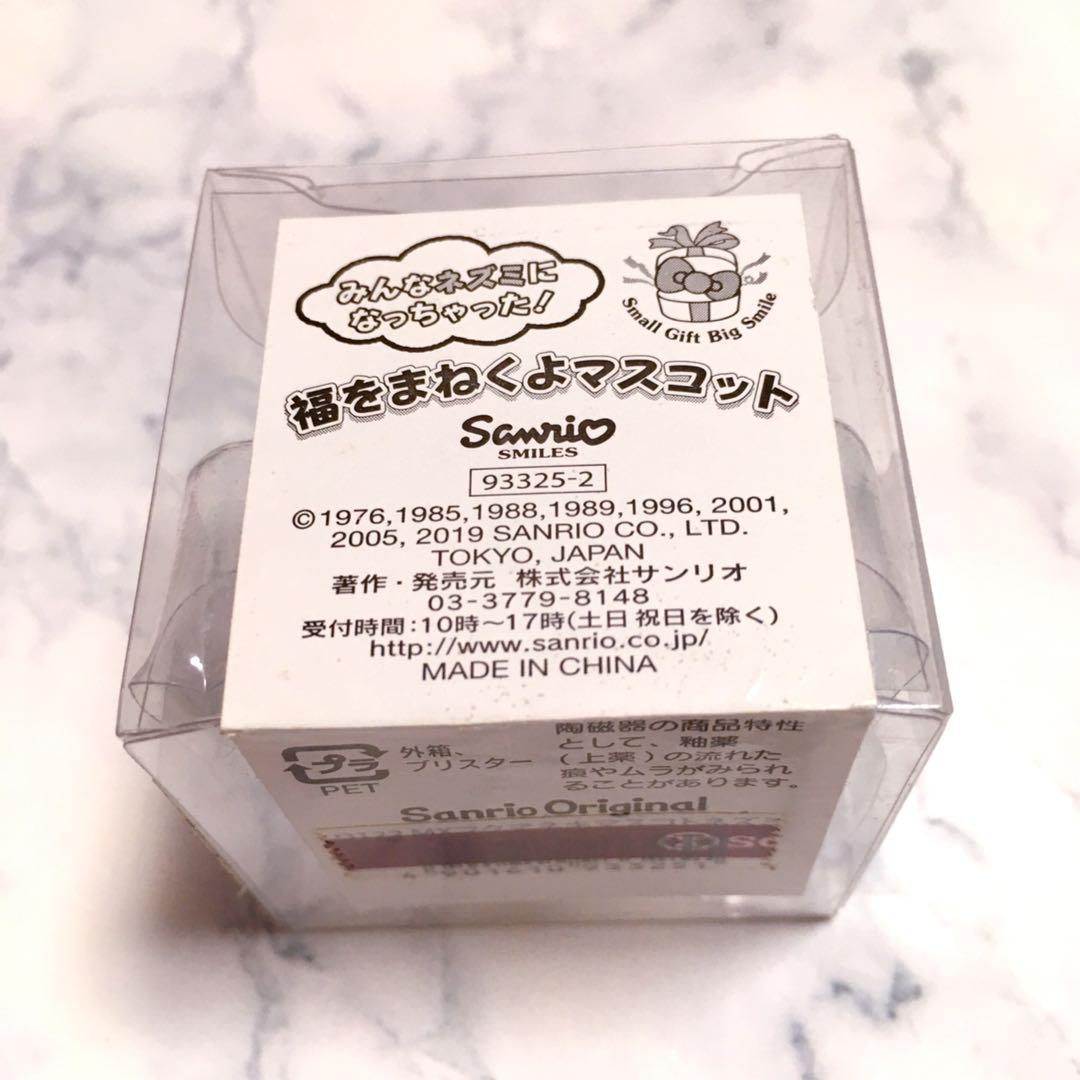 みんなネズミに
なっちゃった!
Small Gift Big Smile
福をまねくよマスコット
Sanrio
SMILES
93325-2
©1976,1985,1988,1989,1996, 2001,
2005, 2019 SANRIO CO., LTD.
TOKYO, JAPAN
著作・発売元 株式会社サンリオ
03-3779-8148
受付時間:10時~17時(土日 祝日を除く)
http://www.sanrio.co.jp/
MADE IN CHINA
プラ
外箱、
ブリスター
PET
陶磁器の商品特性
として、釉薬
(上薬)の流れた
痕やムラがみられ
ることがあります。
Sanrio Original